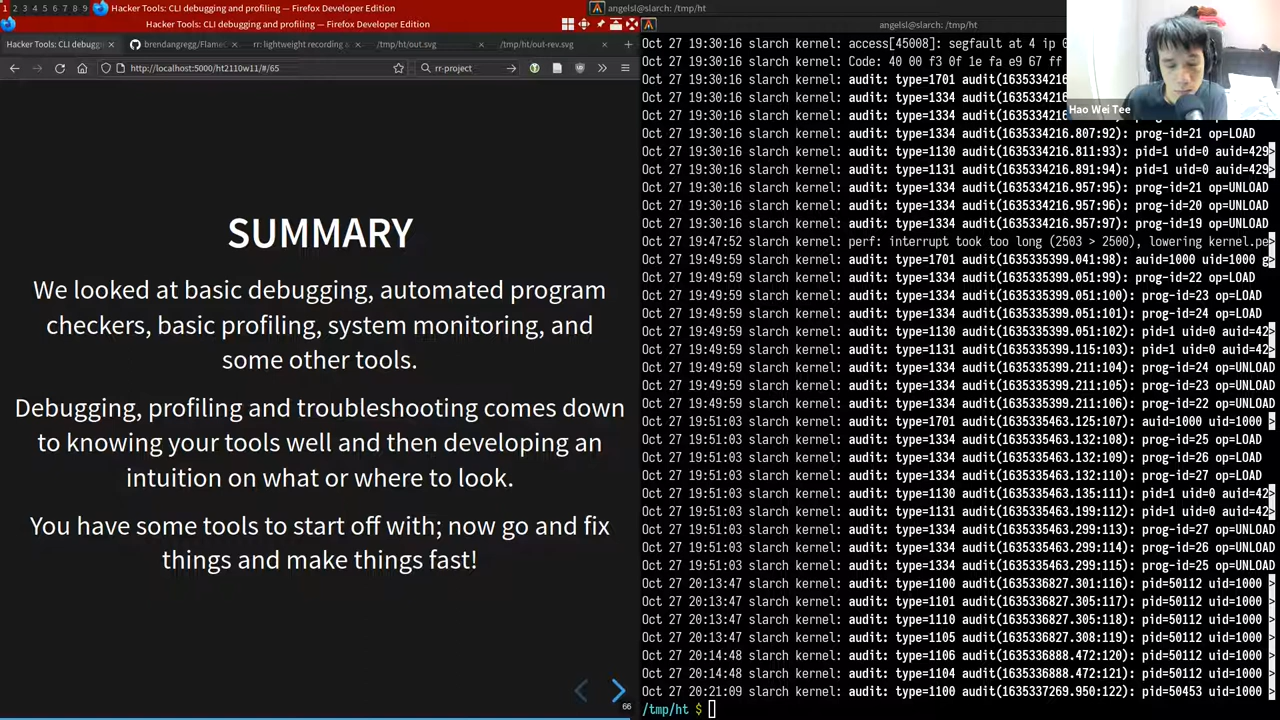 1 2 3 4 5 6 7 8 9
Hacker Tools: CLI debugging and profiling — Firefox Developer Edition
angelsl@slarch: /tmp/ht
Hacker Tools: CLI debugging and profiling — Firefox Developer Edition
angelsl@slarch: /tmp/ht
Hacker Tools: CLI debugg
brendangregg/Flame
rr: lightweight recording &
/tmp/ht/out.svg
/tmp/ht/out-rev.svg
http://localhost:5000/ht2110w11/#/65
rr-project
SUMMARY
We looked at basic debugging, automated program
checkers, basic profiling, system monitoring, and
some other tools.
Debugging, profiling and troubleshooting comes down
to knowing your tools well and then developing an
intuition on what or where to look.
You have some tools to start off with; now go and fix
things and make things fast!
66
Hao Wei Tee
Oct 27 19:30:16 slarch kernel: access[45008]: segfault at 4 ip 0
Oct 27 19:30:16 slarch kernel: Code: 40 00 f3 0f 1e fa e9 67 ff
Oct 27 19:30:16 slarch kernel: audit: type=1701 audit(1635334216
Oct 27 19:30:16 slarch kernel: audit: type=1334 audit(1635334216
Oct 27 19:30:16 slarch kernel: audit: type=1334 audit(1635334216
Oct 27 19:30:16 slarch kernel: audit: type=1334 audit(1635334216.807:92): prog-id=21 op=LOAD
Oct 27 19:30:16 slarch kernel: audit: type=1130 audit(1635334216.811:93): pid=1 uid=0 auid=429>
Oct 27 19:30:16 slarch kernel: audit: type=1131 audit(1635334216.891:94): pid=1 uid=0 auid=429>
Oct 27 19:30:16 slarch kernel: audit: type=1334 audit(1635334216.957:95): prog-id=21 op=UNLOAD
Oct 27 19:30:16 slarch kernel: audit: type=1334 audit(1635334216.957:96): prog-id=20 op=UNLOAD
Oct 27 19:30:16 slarch kernel: audit: type=1334 audit(1635334216.957:97): prog-id=19 op=UNLOAD
Oct 27 19:47:52 slarch kernel: perf: interrupt took too long (2503 > 2500), lowering kernel.pe>
Oct 27 19:49:59 slarch kernel: audit: type=1701 audit(1635335399.041:98): auid=1000 uid=1000 g>
Oct 27 19:49:59 slarch kernel: audit: type=1334 audit(1635335399.051:99): prog-id=22 op=LOAD
Oct 27 19:49:59 slarch kernel: audit: type=1334 audit(1635335399.051:100): prog-id=23 op=LOAD
Oct 27 19:49:59 slarch kernel: audit: type=1334 audit(1635335399.051:101): prog-id=24 op=LOAD
Oct 27 19:49:59 slarch kernel: audit: type=1130 audit(1635335399.051:102): pid=1 uid=0 auid=42>
Oct 27 19:49:59 slarch kernel: audit: type=1131 audit(1635335399.115:103): pid=1 uid=0 auid=42>
Oct 27 19:49:59 slarch kernel: audit: type=1334 audit(1635335399.211:104): prog-id=24 op=UNLOAD
Oct 27 19:49:59 slarch kernel: audit: type=1334 audit(1635335399.211:105): prog-id=23 op=UNLOAD
Oct 27 19:49:59 slarch kernel: audit: type=1334 audit(1635335399.211:106): prog-id=22 op=UNLOAD
Oct 27 19:51:03 slarch kernel: audit: type=1701 audit(1635335463.125:107): auid=1000 uid=1000 >
Oct 27 19:51:03 slarch kernel: audit: type=1334 audit(1635335463.132:108): prog-id=25 op=LOAD
Oct 27 19:51:03 slarch kernel: audit: type=1334 audit(1635335463.132:109): prog-id=26 op=LOAD
Oct 27 19:51:03 slarch kernel: audit: type=1334 audit(1635335463.132:110): prog-id=27 op=LOAD
Oct 27 19:51:03 slarch kernel: audit: type=1130 audit(1635335463.135:111): pid=1 uid=0 auid=42>
Oct 27 19:51:03 slarch kernel: audit: type=1131 audit(1635335463.199:112): pid=1 uid=0 auid=42>
Oct 27 19:51:03 slarch kernel: audit: type=1334 audit(1635335463.299:113): prog-id=27 op=UNLOAD
Oct 27 19:51:03 slarch kernel: audit: type=1334 audit(1635335463.299:114): prog-id=26 op=UNLOAD
Oct 27 19:51:03 slarch kernel: audit: type=1334 audit(1635335463.299:115): prog-id=25 op=UNLOAD
Oct 27 20:13:47 slarch kernel: audit: type=1100 audit(1635336827.301:116): pid=50112 uid=1000 >
Oct 27 20:13:47 slarch kernel: audit: type=1101 audit(1635336827.305:117): pid=50112 uid=1000 >
Oct 27 20:13:47 slarch kernel: audit: type=1110 audit(1635336827.305:118): pid=50112 uid=1000 >
Oct 27 20:13:47 slarch kernel: audit: type=1105 audit(1635336827.308:119): pid=50112 uid=1000 >
Oct 27 20:14:48 slarch kernel: audit: type=1106 audit(1635336888.472:120): pid=50112 uid=1000 >
Oct 27 20:14:48 slarch kernel: audit: type=1104 audit(1635336888.472:121): pid=50112 uid=1000 >
Oct 27 20:21:09 slarch kernel: audit: type=1100 audit(1635337269.950:122): pid=50453 uid=1000 >
/tmp/ht $